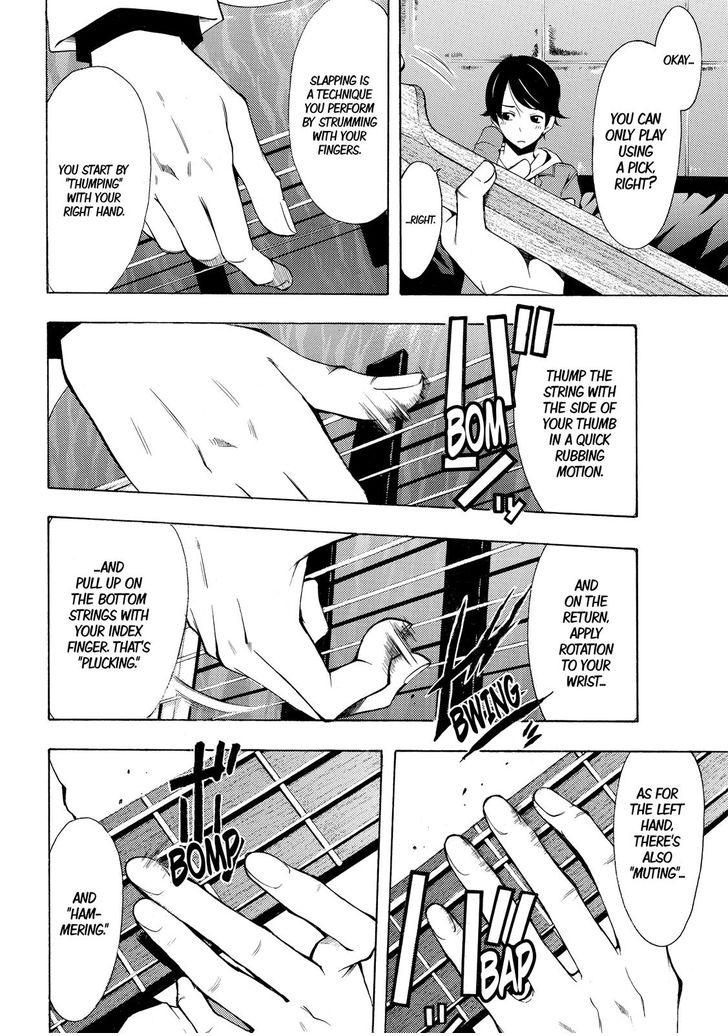 OKAY...
YOU CAN
ONLY PLAY
USING
A PICK,
RIGHT?
...RIGHT.
SLAPPING IS
A TECHNIQUE
YOU PERFORM
BY STRUMMING
WITH YOUR
FINGERS.
YOU START BY
"THUMPING"
WITH YOUR
RIGHT HAND.
THUMP THE
STRING WITH
THE SIDE OF
YOUR THUMB
IN A QUICK
RUBBING
MOTION.
BOM
AND
ON THE
RETURN,
APPLY
ROTATION
TO YOUR
WRIST...
BWING
...AND
PULL UP ON
THE BOTTOM
STRINGS WITH
YOUR INDEX
FINGER. THAT'S
"PLUCKING."
AS FOR
THE LEFT
HAND,
THERE'S
ALSO
"MUTING"...
BAP
BOMP
AND
"HAM-
MERING."